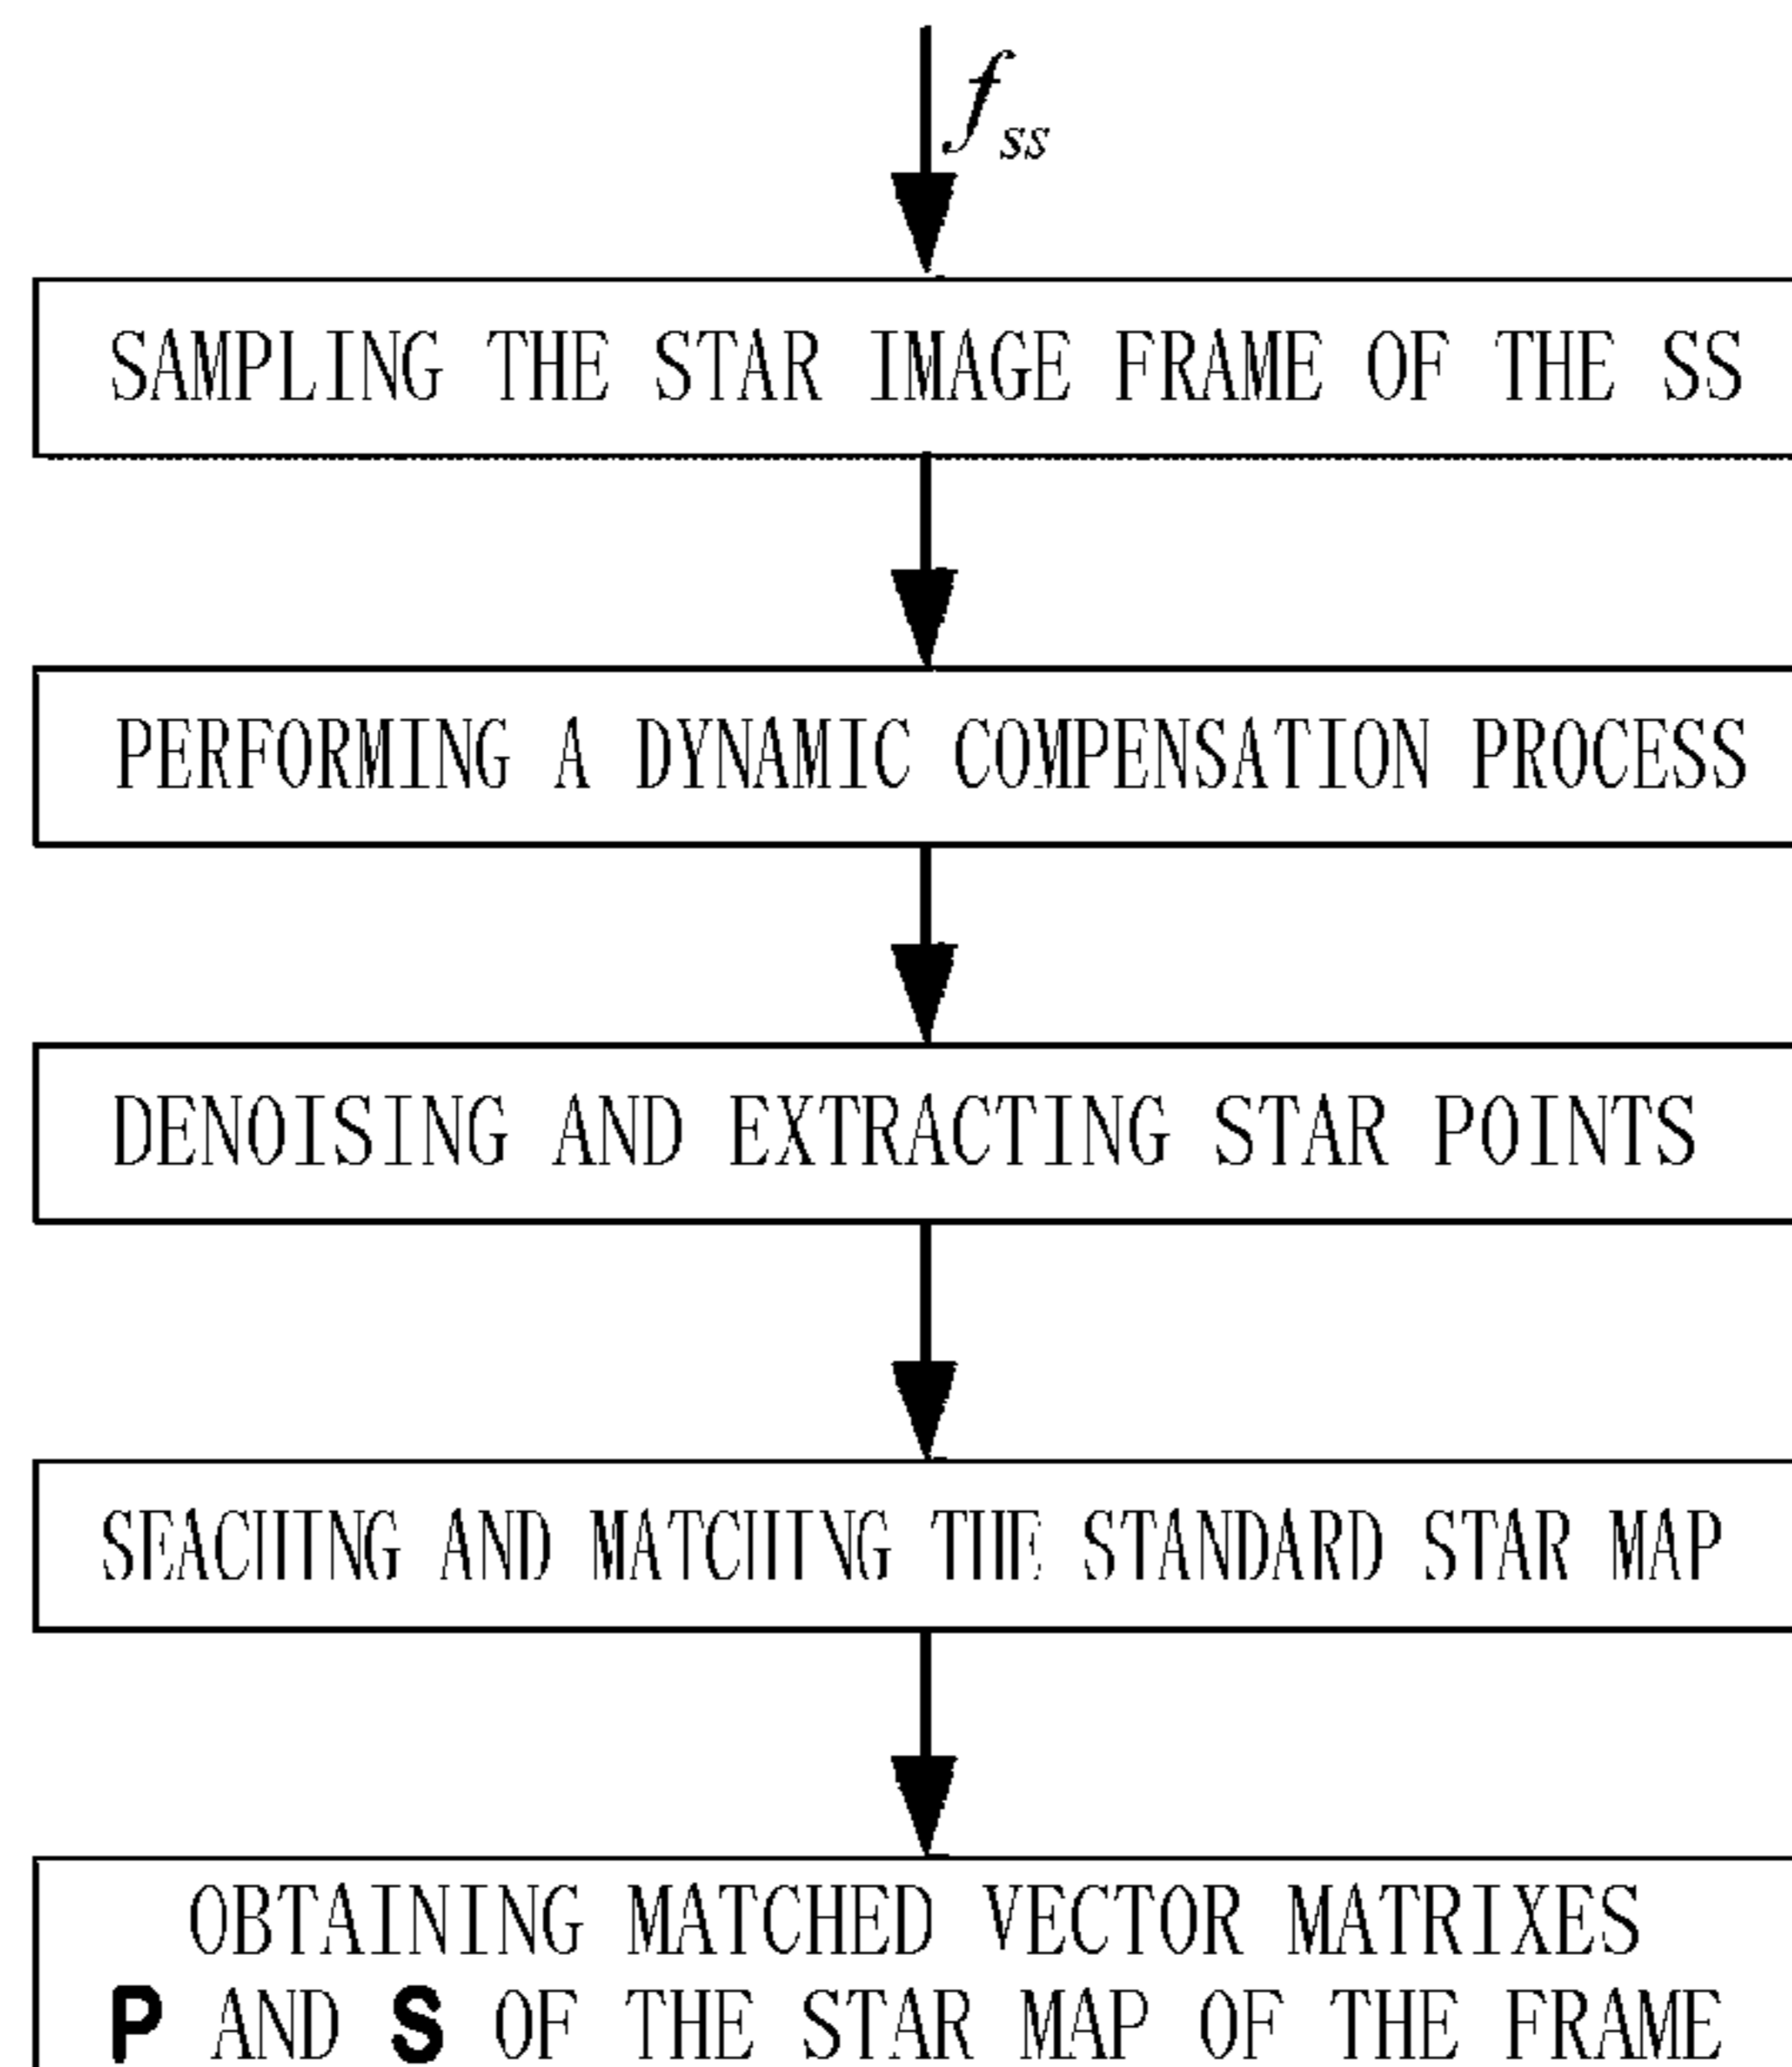 f_ss
SAMPLING THE STAR IMAGE FRAME OF THE SS
PERFORMING A DYNAMIC COMPENSATION PROCESS
DENOISING AND EXTRACTING STAR POINTS
SEACHING AND MATCHING THE STANDARD STAR MAP
OBTAINING MATCHED VECTOR MATRIXES
P AND S OF THE STAR MAP OF THE FRAME